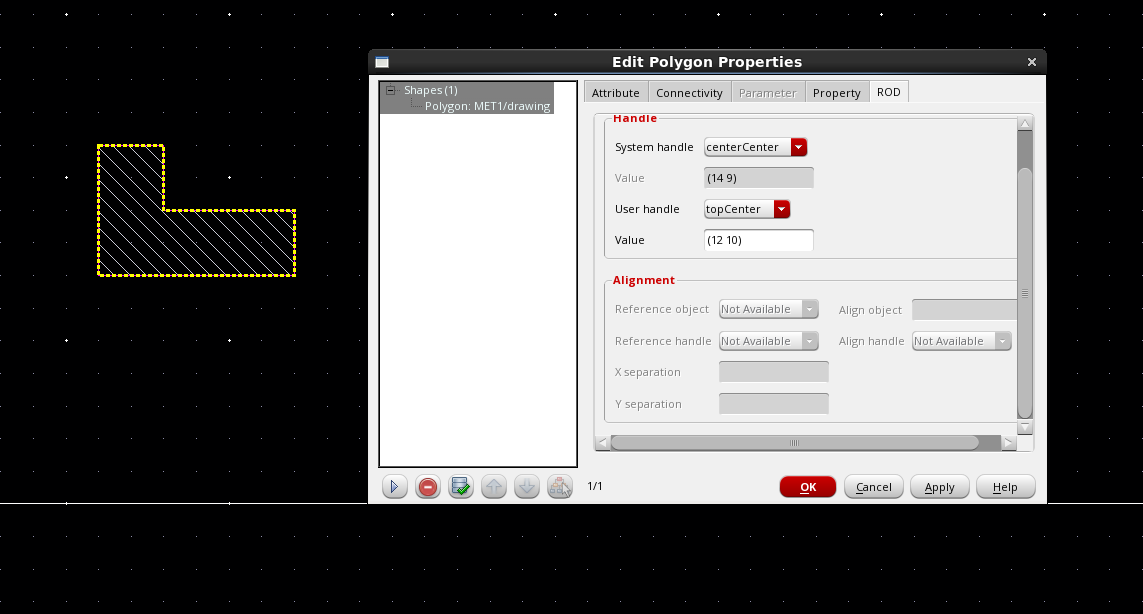 Edit Polygon Properties
Shapes (1)
Polygon: MET1/drawing
Attribute Connectivity Parameter Property ROD
Handle
System handle centerCenter
Value (14 9)
User handle topCenter
Value (12 10)
Alignment
Reference object Not Available Align object
Reference handle Not Available Align handle Not Available
X separation
Y separation
1/1 OK Cancel Apply Help